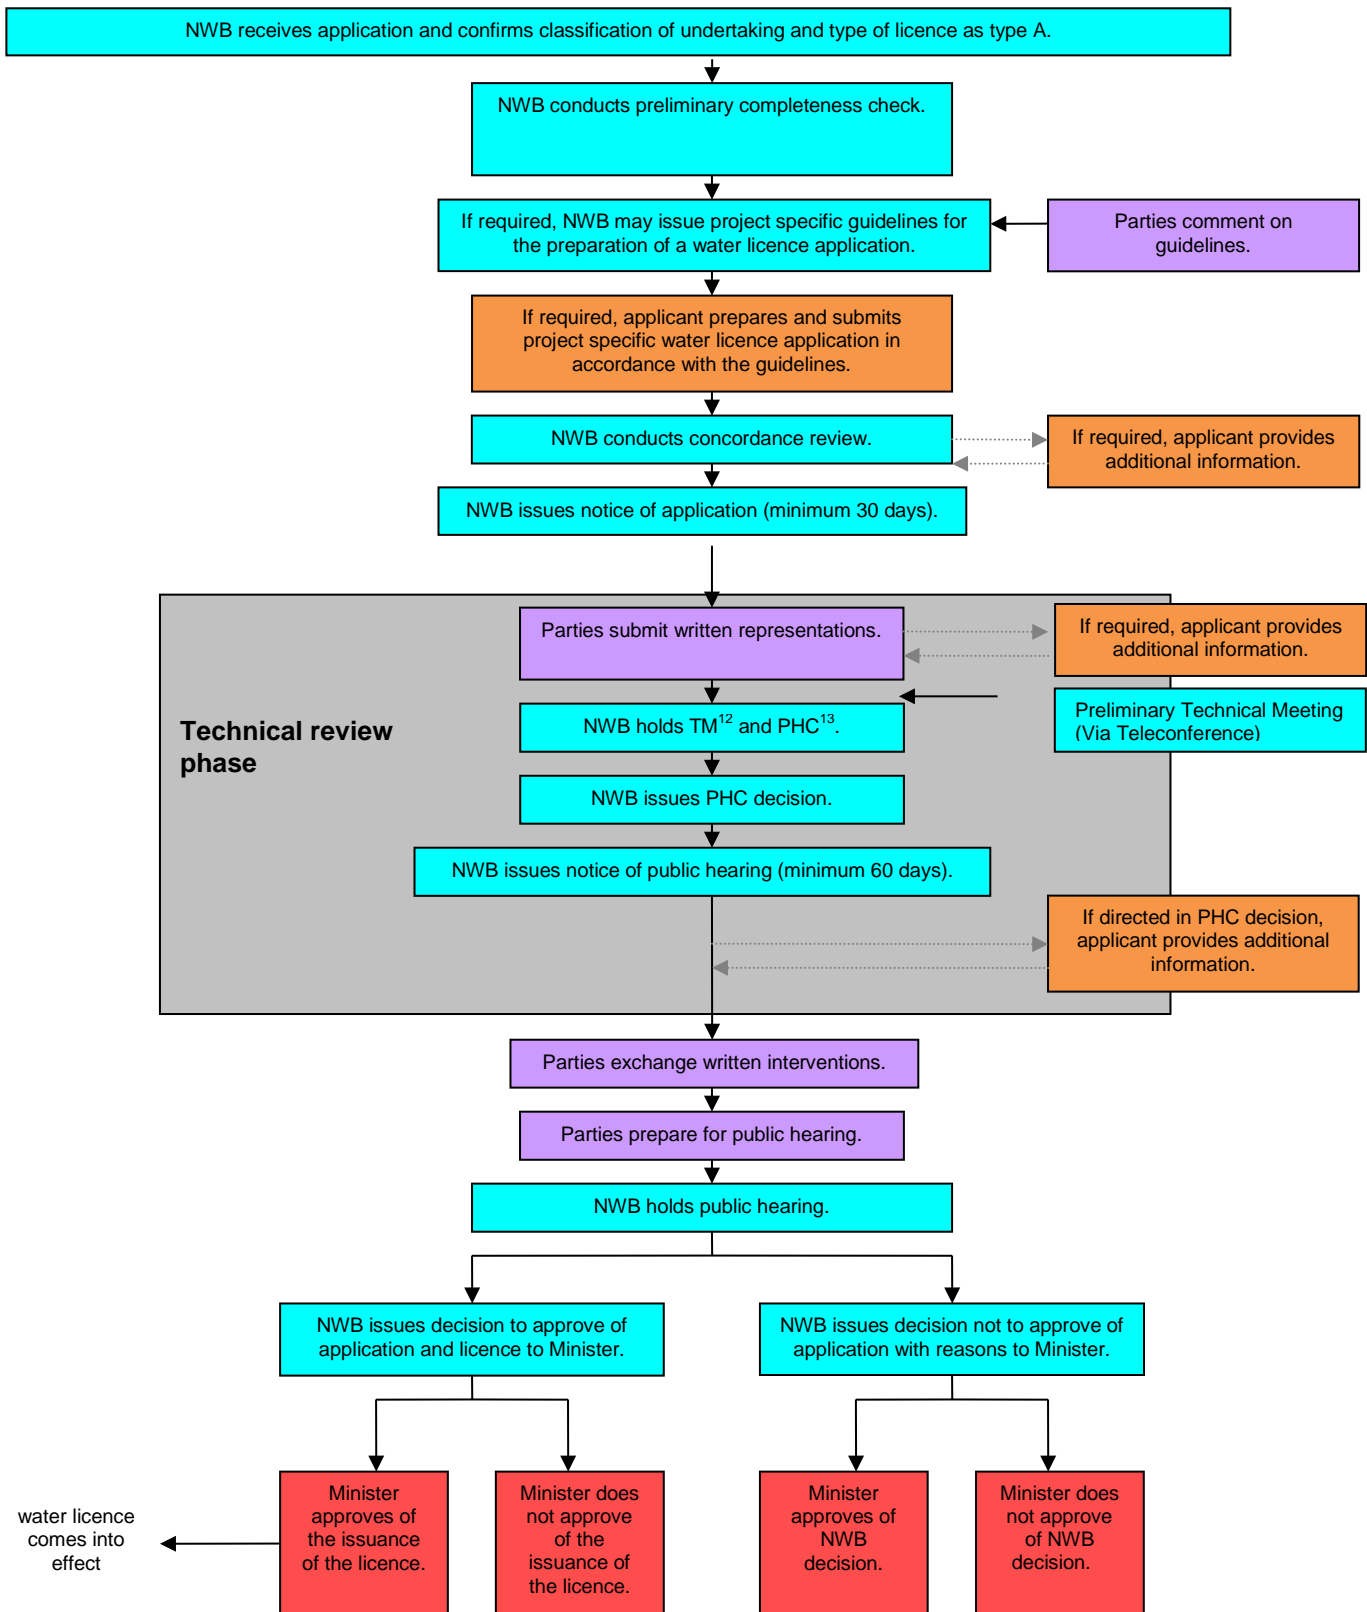 NWB receives application and confirms classification of undertaking and type of licence as type A.
NWB conducts preliminary completeness check.
If required, NWB may issue project specific guidelines for
the preparation of a water licence application.
Parties comment on
guidelines.
If required, applicant prepares and submits
project specific water licence application in
accordance with the guidelines.
NWB conducts concordance review.
If required, applicant provides
additional information.
NWB issues notice of application (minimum 30 days).
Parties submit written representations.
If required, applicant provides
additional information.
Technical review
phase
NWB holds TM12 and PHC13.
Preliminary Technical Meeting
(Via Teleconference)
NWB issues PHC decision.
NWB issues notice of public hearing (minimum 60 days).
If directed in PHC decision,
applicant provides additional
information.
Parties exchange written interventions.
Parties prepare for public hearing.
NWB holds public hearing.
NWB issues decision to approve of
application and licence to Minister.
NWB issues decision not to approve of
application with reasons to Minister.
water licence
comes into
effect
Minister
approves of
the issuance
of the licence.
Minister does
not approve
of the
issuance of
the licence.
Minister
approves of
NWB
decision.
Minister does
not approve
of NWB
decision.